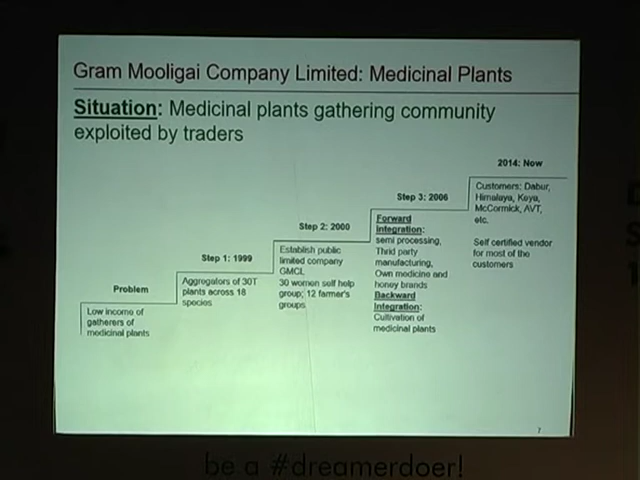 Gram Mooligai Company Limited: Medicinal Plants
Situation: Medicinal plants gathering community
exploited by traders
Problem
Low income of
gatherers of
medicinal plants
Step 1: 1999
Aggregators of 30T
plants across 18
species
Step 2: 2000
Establish public
limited company
GMCL
30 women self help
group; 12 farmer's
groups
Step 3: 2006
Forward
Integration:
semi processing,
Thrid party
manufacturing,
Own medicine and
honey brands
Backward
Integration:
Cultivation of
medicinal plants
2014: Now
Customers: Dabur,
Himalaya, Keya,
McCormick, AVT,
etc.
Self certified vendor
for most of the
customers
7
be a #dreamerdoer!